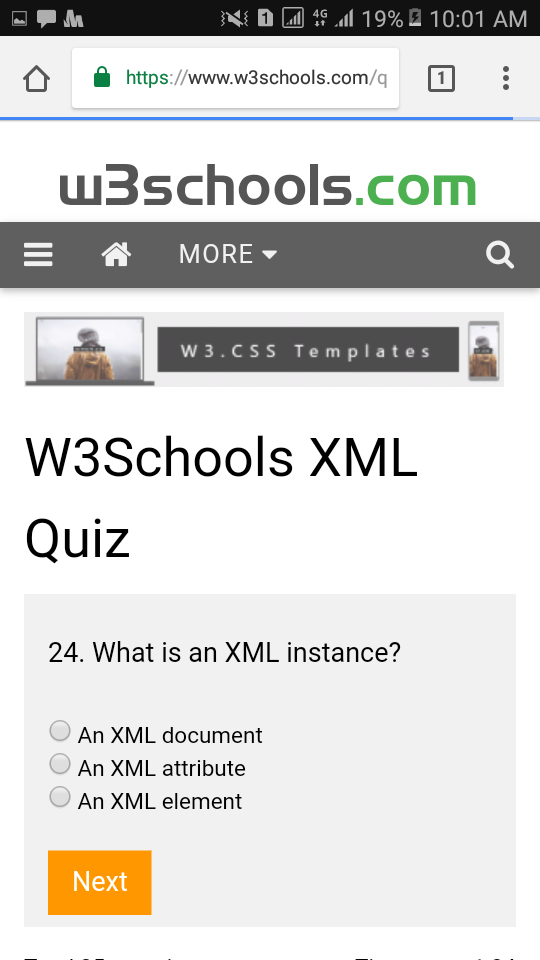 19% 10:01 AM
4G
1
https://www.w3schools.com/q
1
w3schools.com
MORE
W3.CSS Templates
W3Schools XML
Quiz
24. What is an XML instance?
An XML document
An XML attribute
An XML element
Next